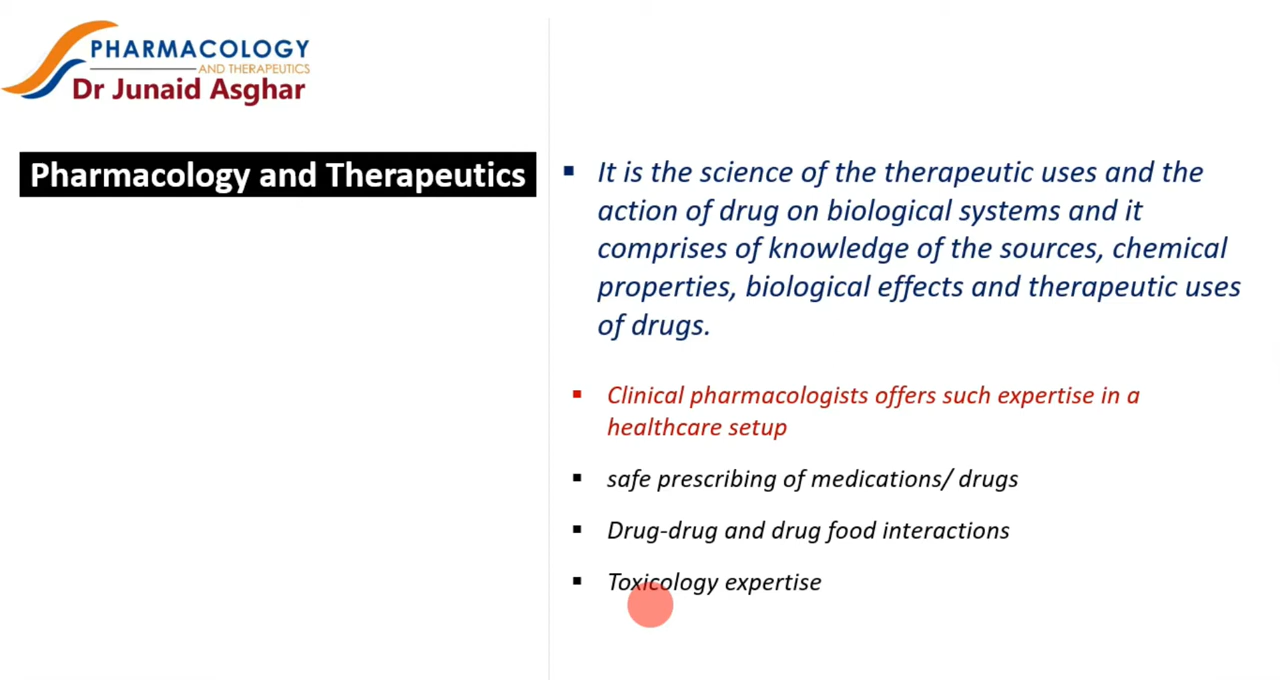 PHARMACOLOGY
AND THERAPEUTICS
Dr Junaid Asghar
Pharmacology and Therapeutics
▪ It is the science of the therapeutic uses and the
action of drug on biological systems and it
comprises of knowledge of the sources, chemical
properties, biological effects and therapeutic uses
of drugs.
▪ Clinical pharmacologists offers such expertise in a
healthcare setup
▪ safe prescribing of medications/ drugs
▪ Drug-drug and drug food interactions
▪ Toxicology expertise